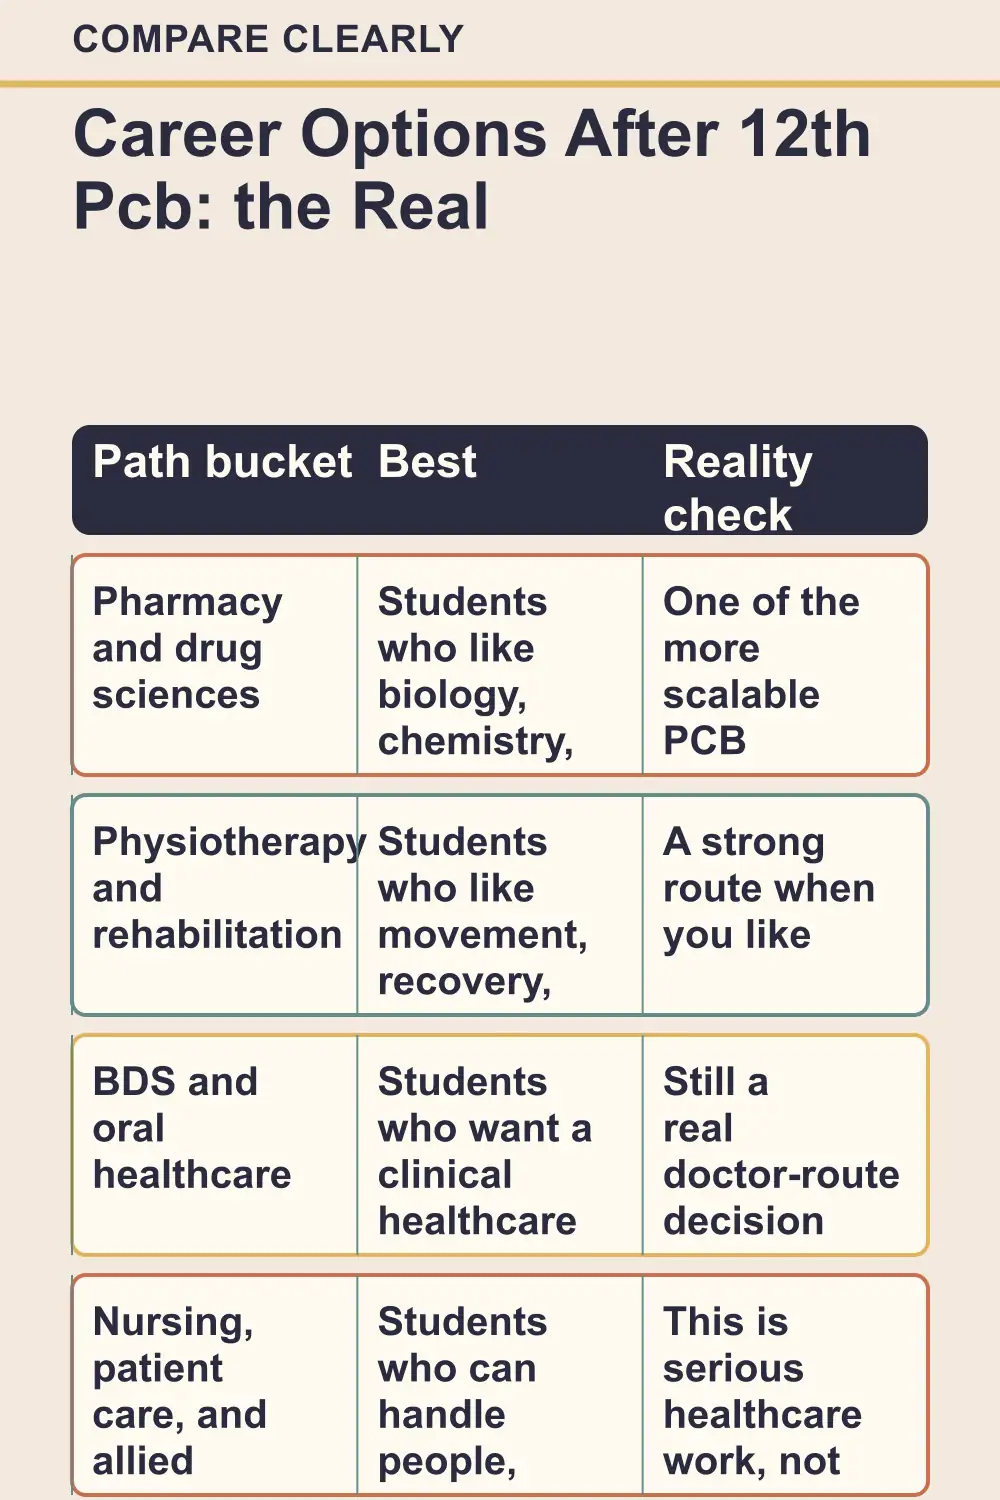 COMPARE CLEARLY
Career Options After 12th
Pcb: the Real
Path bucket
Best
Reality
check
Pharmacy
and drug
sciences
Students
who like
biology,
chemistry,
One of the
more
scalable
PCB
Physiotherapy
and
rehabilitation
Students
who like
movement,
recovery,
A strong
route when
you like
BDS and
oral
healthcare
Students
who want a
clinical
healthcare
Still a
real
doctor-route
decision
Nursing,
patient
care, and
allied
Students
who can
handle
people,
This is
serious
healthcare
work, not